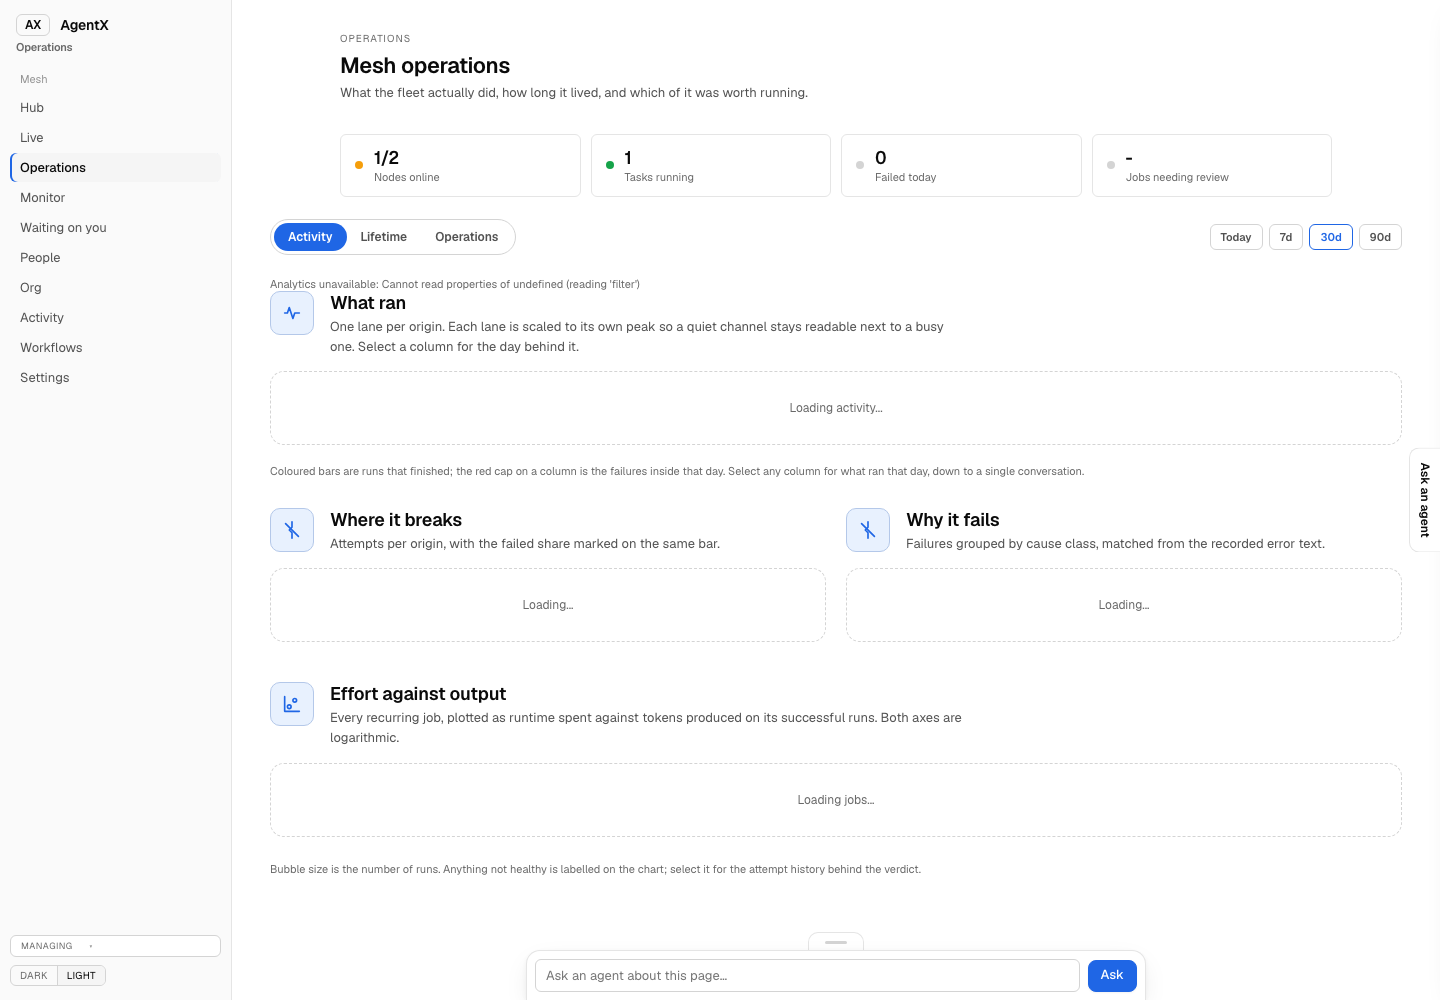 AX AgentX
Operations
Mesh
Hub
Live
Operations
Monitor
Waiting on you
People
Org
Activity
Workflows
Settings
MANAGING
DARK LIGHT
OPERATIONS
Mesh operations
What the fleet actually did, how long it lived, and which of it was worth running.
1/2
Nodes online
1
Tasks running
0
Failed today
-
Jobs needing review
Activity Lifetime Operations
Today 7d 30d 90d
Analytics unavailable: Cannot read properties of undefined (reading 'filter')
What ran
One lane per origin. Each lane is scaled to its own peak so a quiet channel stays readable next to a busy
one. Select a column for the day behind it.
Loading activity...
Coloured bars are runs that finished; the red cap on a column is the failures inside that day. Select any column for what ran that day, down to a single conversation.
Where it breaks
Attempts per origin, with the failed share marked on the same bar.
Loading...
Why it fails
Failures grouped by cause class, matched from the recorded error text.
Loading...
Effort against output
Every recurring job, plotted as runtime spent against tokens produced on its successful runs. Both axes are
logarithmic.
Loading jobs...
Bubble size is the number of runs. Anything not healthy is labelled on the chart; select it for the attempt history behind the verdict.
Ask an agent
Ask an agent about this page...
Ask